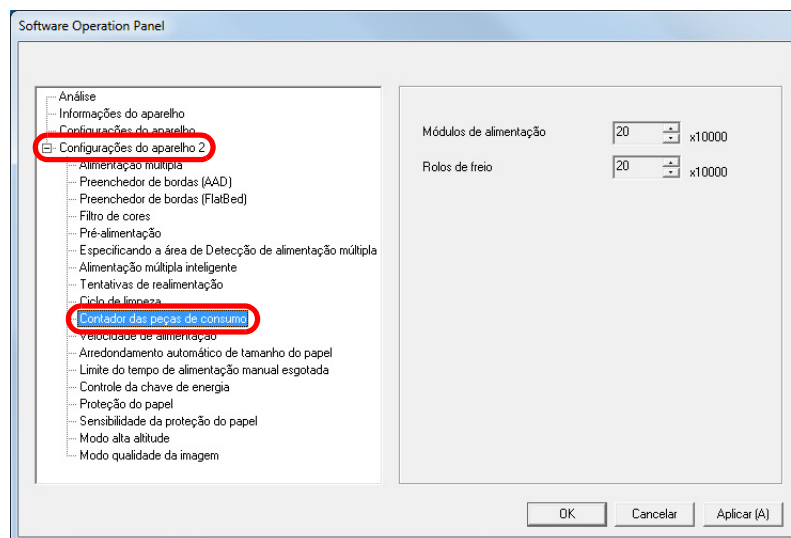 Software Operation Panel
Análise
Informações do aparelho
Configurações do aparelho
Configurações do aparelho 2
Alimentação múltipla
Preenchedor de bordas (AAD)
Preenchedor de bordas (FlatBed)
Filtro de cores
Pré-alimentação
Especificando a área de Detecção de alimentação múltipla
Alimentação múltipla inteligente
Tentativas de realimentação
Ciclo de limpeza
Contador das peças de consumo
Velocidade de alimentação
Arredondamento automático de tamanho do papel
Limite do tempo de alimentação manual esgotada
Controle da chave de energia
Proteção do papel
Sensibilidade da proteção do papel
Modo alta altitude
Modo qualidade da imagem
Módulos de alimentação 20 x10000
Rolos de freio 20 x10000
OK Cancelar Aplicar (A)